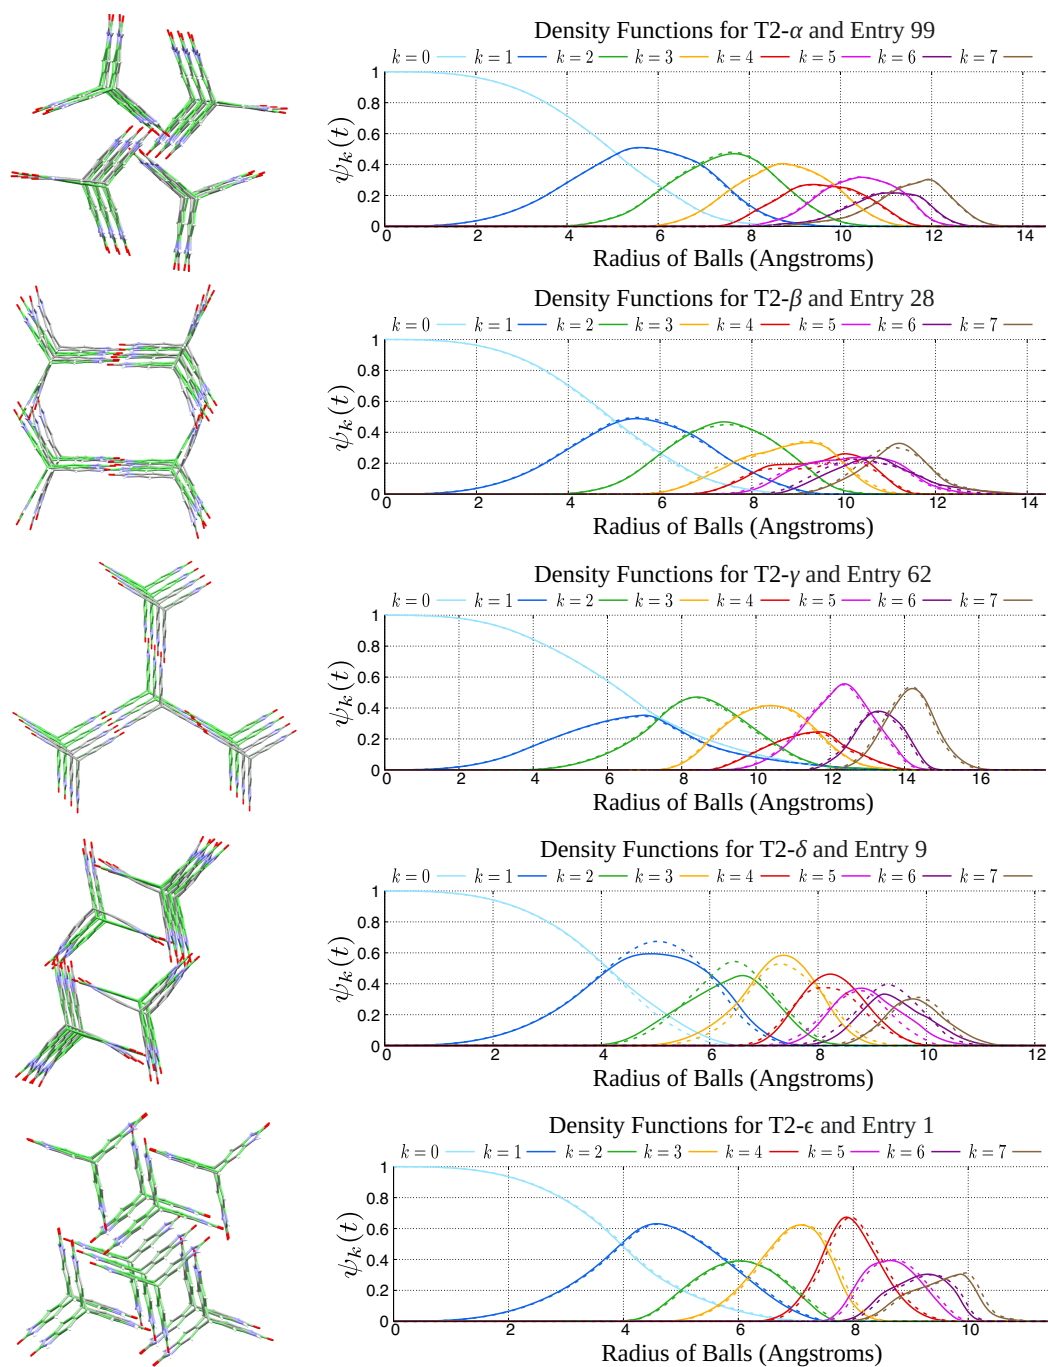 Density Functions for T2-α and Entry 99
k = 0 k = 1 k = 2 k = 3 k = 4 k = 5 k = 6 k = 7
1
0.8
0.6
0.4
0.2
0
ψk(t)
0 2 4 6 8 10 12 14
Radius of Balls (Angstroms)
Density Functions for T2-β and Entry 28
k = 0 k = 1 k = 2 k = 3 k = 4 k = 5 k = 6 k = 7
1
0.8
0.6
0.4
0.2
0
ψk(t)
0 2 4 6 8 10 12 14
Radius of Balls (Angstroms)
Density Functions for T2-γ and Entry 62
k = 0 k = 1 k = 2 k = 3 k = 4 k = 5 k = 6 k = 7
1
0.8
0.6
0.4
0.2
0
ψk(t)
0 2 4 6 8 10 12 14 16
Radius of Balls (Angstroms)
Density Functions for T2-δ and Entry 9
k = 0 k = 1 k = 2 k = 3 k = 4 k = 5 k = 6 k = 7
1
0.8
0.6
0.4
0.2
0
ψk(t)
0 2 4 6 8 10 12
Radius of Balls (Angstroms)
Density Functions for T2-ϵ and Entry 1
k = 0 k = 1 k = 2 k = 3 k = 4 k = 5 k = 6 k = 7
1
0.8
0.6
0.4
0.2
0
ψk(t)
0 2 4 6 8 10
Radius of Balls (Angstroms)